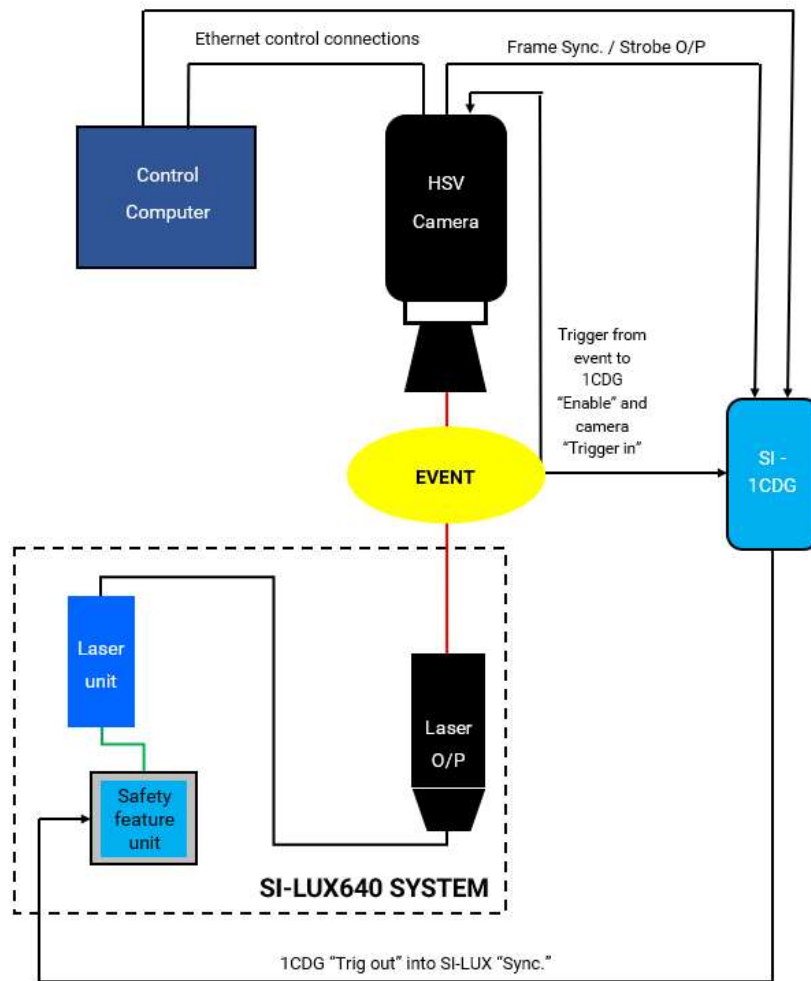 Ethernet control connections
Frame Sync. / Strobe O/P
Control
Computer
HSV
Camera
Trigger from
event to
1CDG
“Enable” and
camera
“Trigger in”
EVENT
SI -
1CDG
Laser
unit
Laser
O/P
Safety
feature
unit
SI-LUX640 SYSTEM
1CDG “Trig out” into SI-LUX “Sync.”